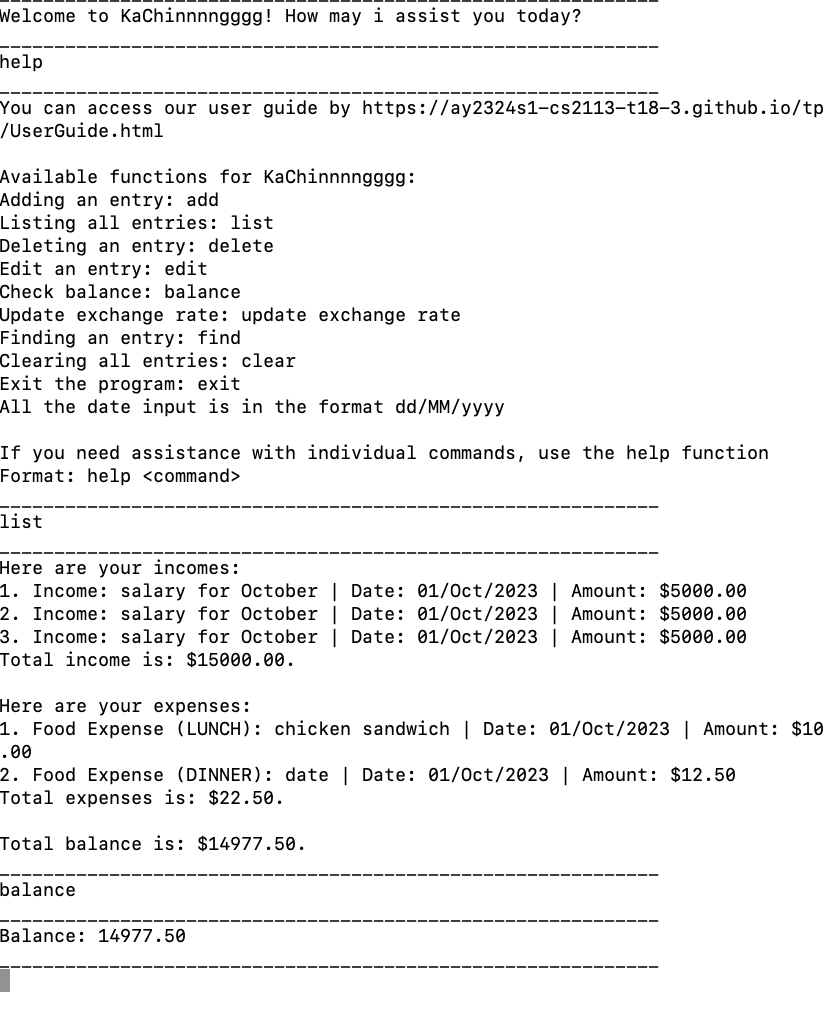 Welcome to KaChinnnngggg! How may i assist you today?
____________________________________________________________
help
____________________________________________________________
You can access our user guide by https://ay2324s1-cs2113-t18-3.github.io/tp
/UserGuide.html

Available functions for KaChinnnngggg:
Adding an entry: add
Listing all entries: list
Deleting an entry: delete
Edit an entry: edit
Check balance: balance
Update exchange rate: update exchange rate
Finding an entry: find
Clearing all entries: clear
Exit the program: exit
All the date input is in the format dd/MM/yyyy

If you need assistance with individual commands, use the help function
Format: help <command>
____________________________________________________________
list
____________________________________________________________
Here are your incomes:
1. Income: salary for October | Date: 01/Oct/2023 | Amount: $5000.00
2. Income: salary for October | Date: 01/Oct/2023 | Amount: $5000.00
3. Income: salary for October | Date: 01/Oct/2023 | Amount: $5000.00
Total income is: $15000.00.

Here are your expenses:
1. Food Expense (LUNCH): chicken sandwich | Date: 01/Oct/2023 | Amount: $10
.00
2. Food Expense (DINNER): date | Date: 01/Oct/2023 | Amount: $12.50
Total expenses is: $22.50.

Total balance is: $14977.50.
____________________________________________________________
balance
____________________________________________________________
Balance: 14977.50
____________________________________________________________